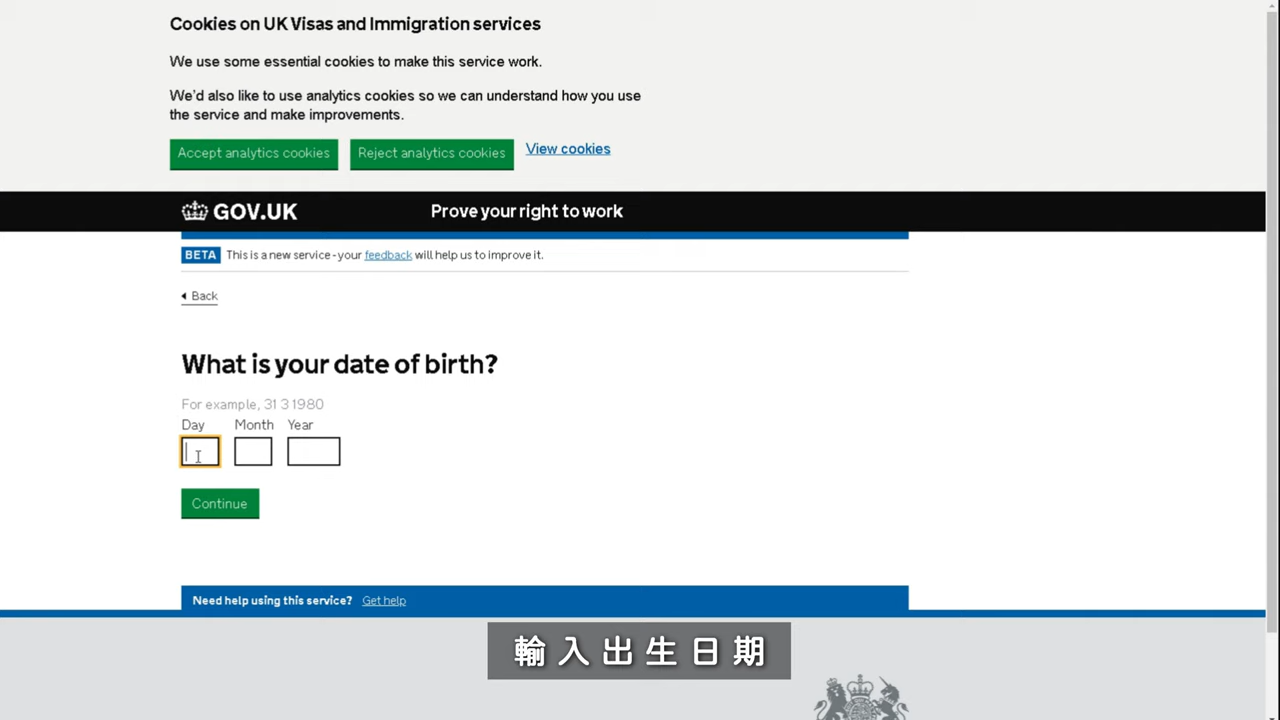 Cookies on UK Visas and Immigration services
We use some essential cookies to make this service work.
We'd also like to use analytics cookies so we can understand how you use
the service and make improvements.
Accept analytics cookies Reject analytics cookies View cookies
GOV.UK Prove your right to work
BETA This is a new service - your feedback will help us to improve it.
Back
What is your date of birth?
For example, 31 3 1980
Day Month Year
Continue
Need help using this service? Get help
輸入出生日期